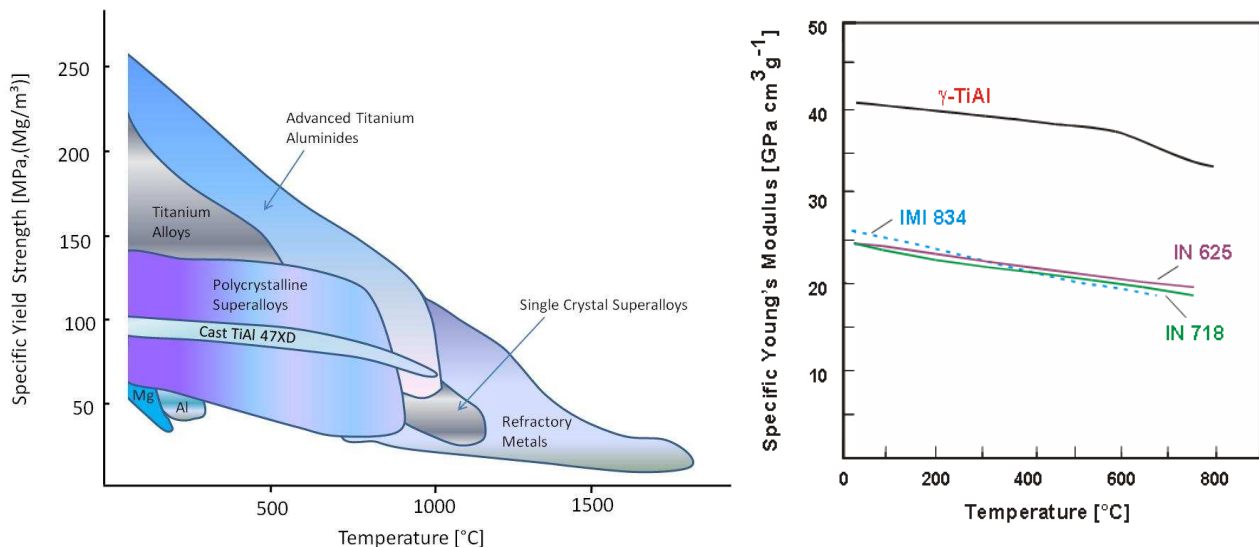 Specific Yield Strength [MPa,(Mg/m³)]
250
200
150
100
50
Advanced Titanium
Aluminides
Titanium
Alloys
Polycrystalline
Superalloys
Single Crystal Superalloys
Cast TiAl 47XD
Mg
Al
Refractory
Metals
500
1000
1500
Temperature [°C]
Specific Young's Modulus [GPa cm³g⁻¹]
50
40
30
20
10
0
γ-TiAl
IMI 834
IN 625
IN 718
200
400
600
800
Temperature [°C]